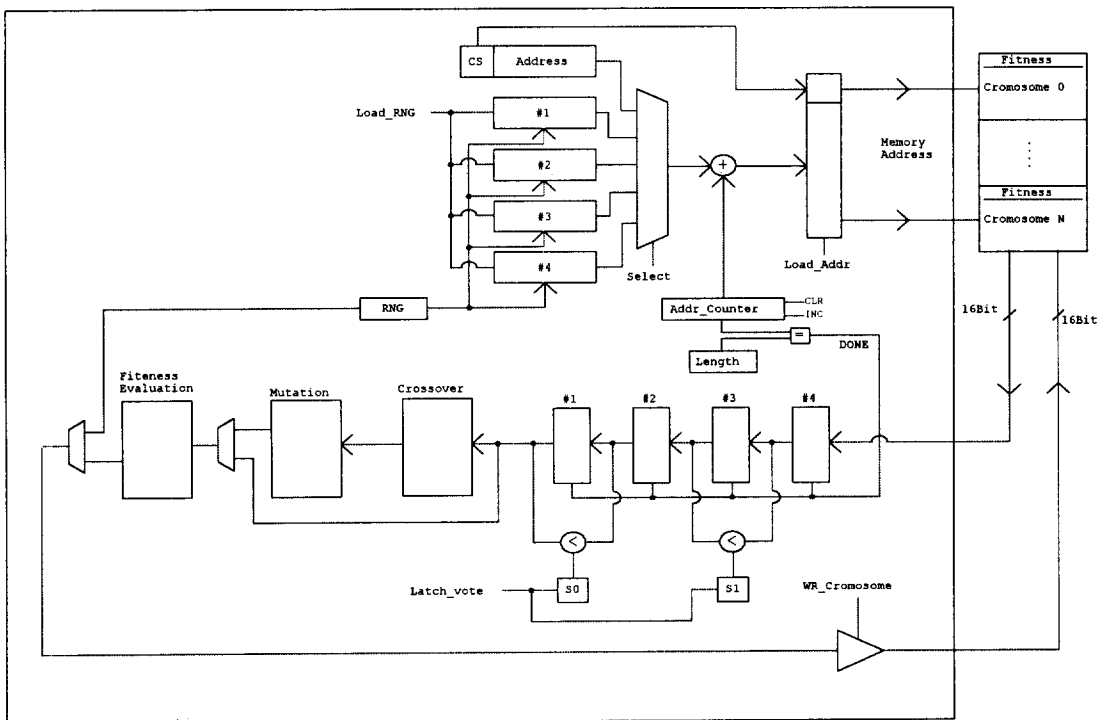 CS Address
Fitness
Cromosome 0
Load_RNG
#1
#2
#3
#4
+
Memory
Address
Fitness
Cromosome N
Select
Load_Addr
RNG
Addr_Counter
CLR
INC
16Bit
16Bit
=
DONE
Length
Fiteness
Evaluation
Mutation
Crossover
#1
#2
#3
#4
<
<
Latch_vote
S0
S1
WR_Cromosome